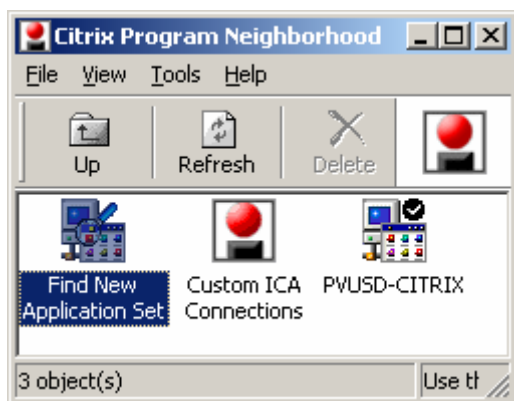 Citrix Program Neighborhood
File View Tools Help
Up Refresh Delete
Find New
Application Set
Custom ICA
Connections
PVUSD-CITRIX
3 object(s)
Use